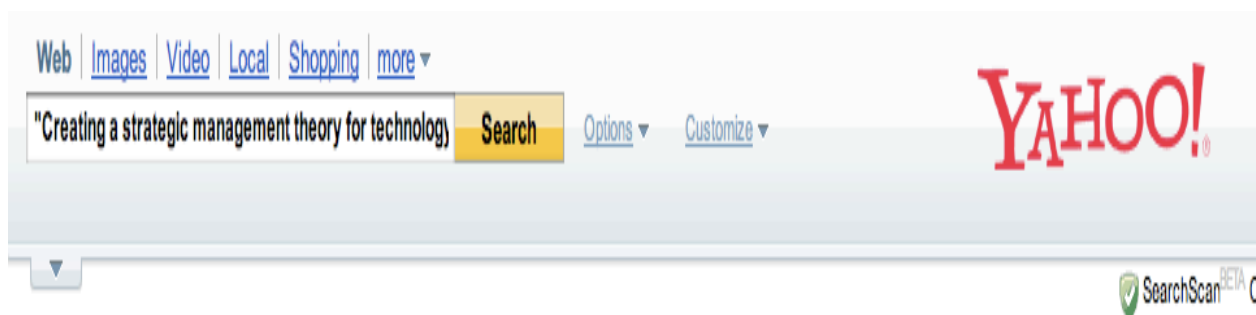 Web | Images | Video | Local | Shopping | more
"Creating a strategic management theory for technology Search Options Customize
YAHOO!®
SearchScan BETA